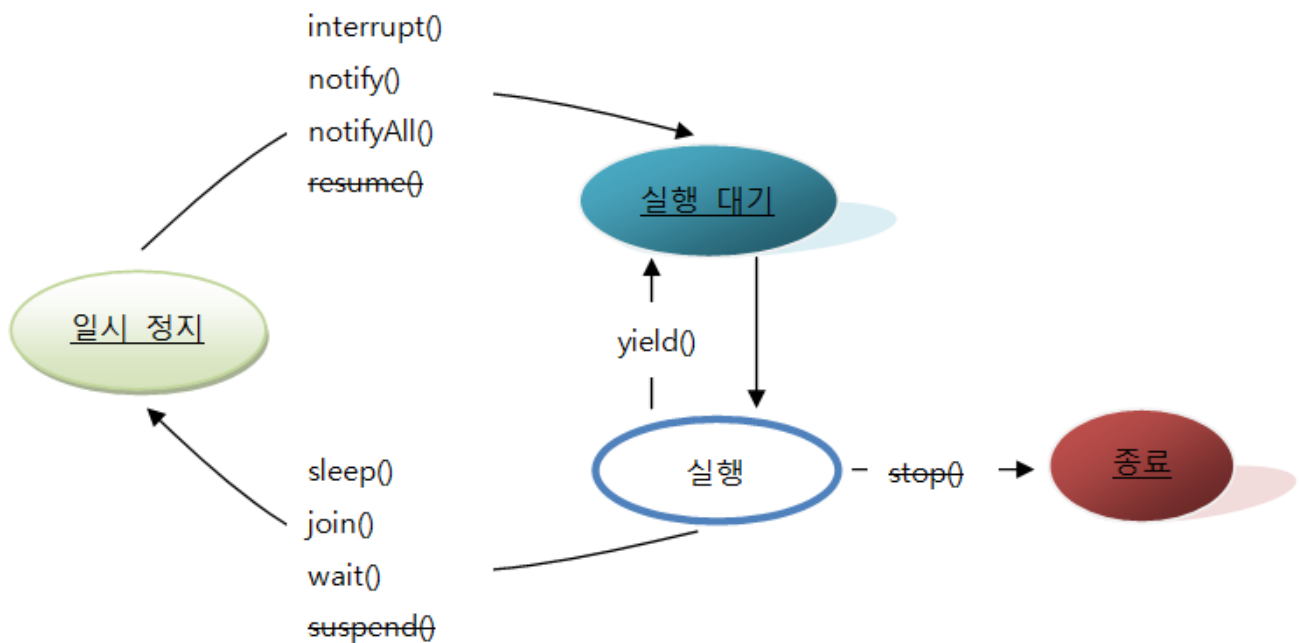 interrupt()
notify()
notifyAll()
resume()
실행 대기
일시 정지
yield()
sleep()
join()
wait()
suspend()
실행
stop()
종료